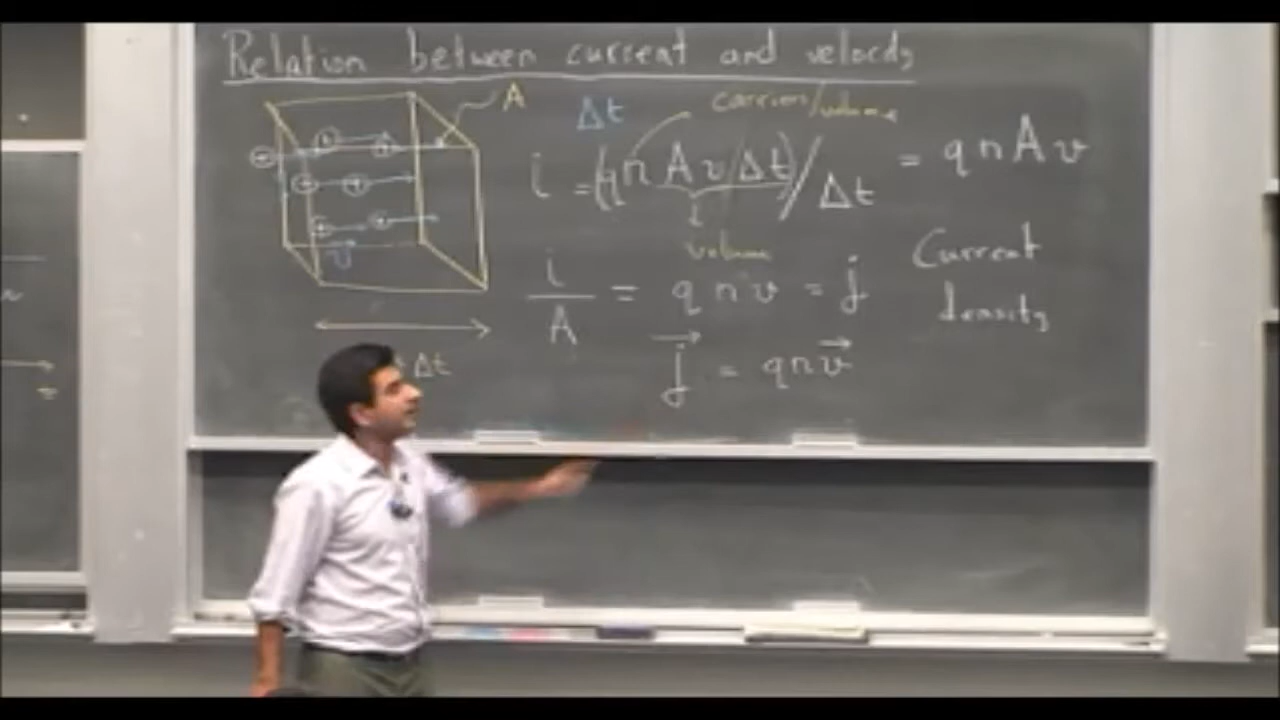 Relation between current and velocity
A
Δt
carriers/volume
i = (q n A v Δt)/Δt = q n A v
volume
i/A = q n v = j
Current
density
j⃗ = q n v⃗
v
Δt